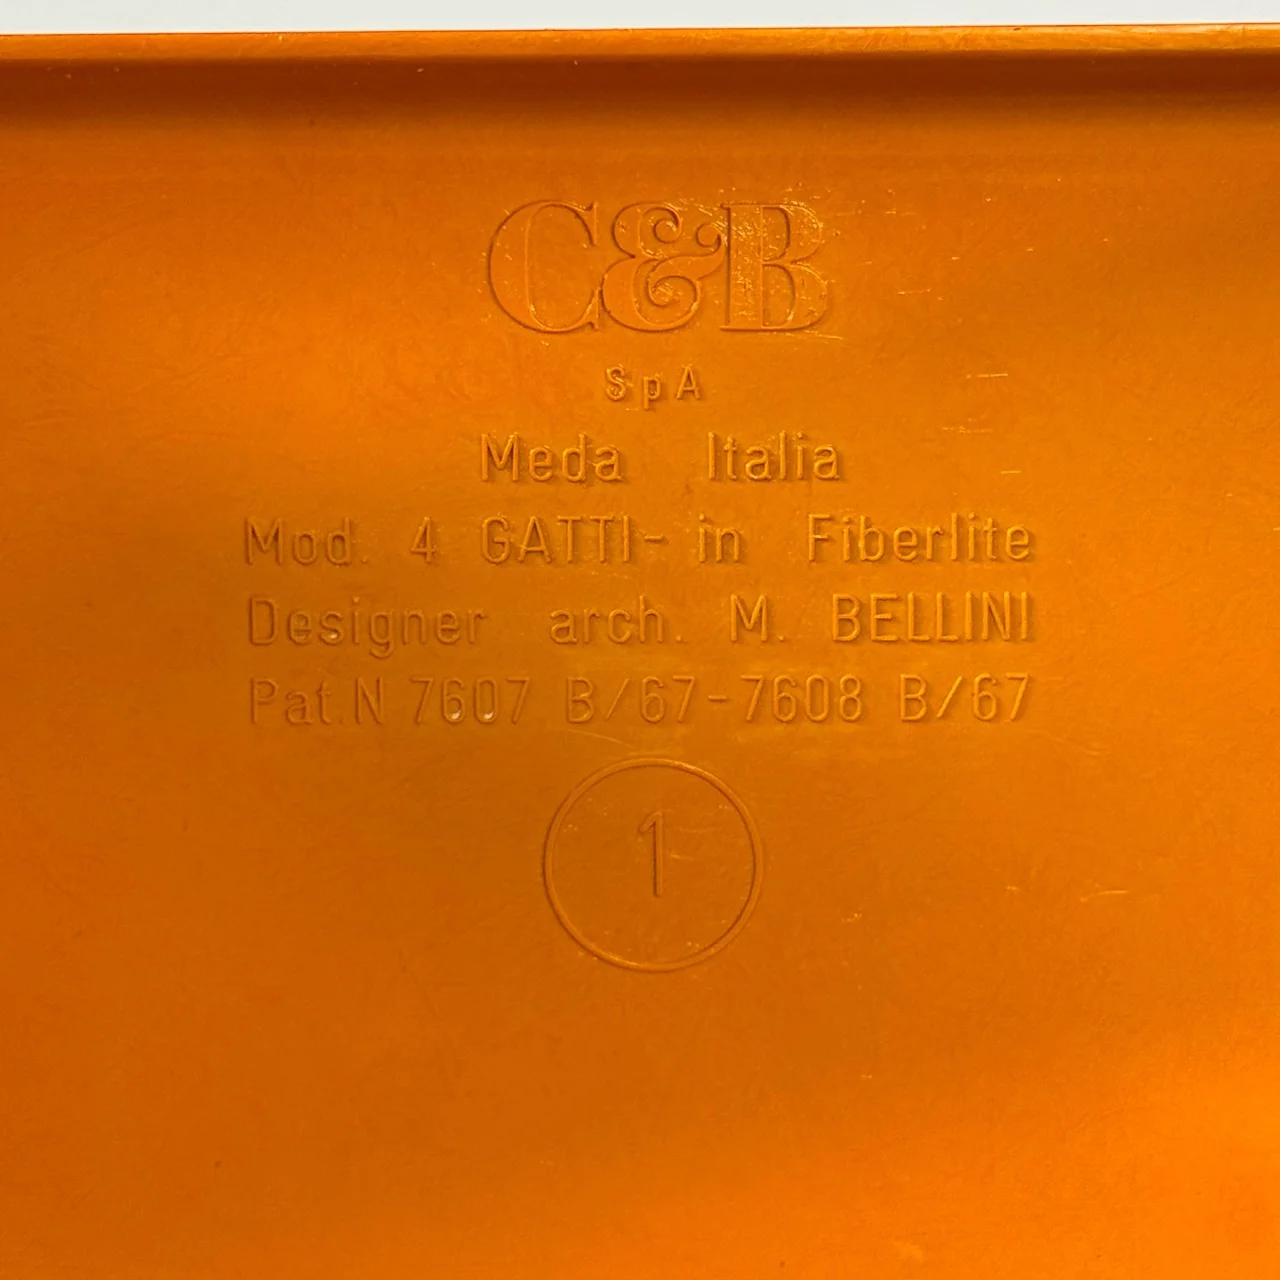 C&B
SpA
Meda Italia
Mod. 4 GATTI- in Fiberlite
Designer arch. M. BELLINI
Pat.N 7607 B/67-7608 B/67
1